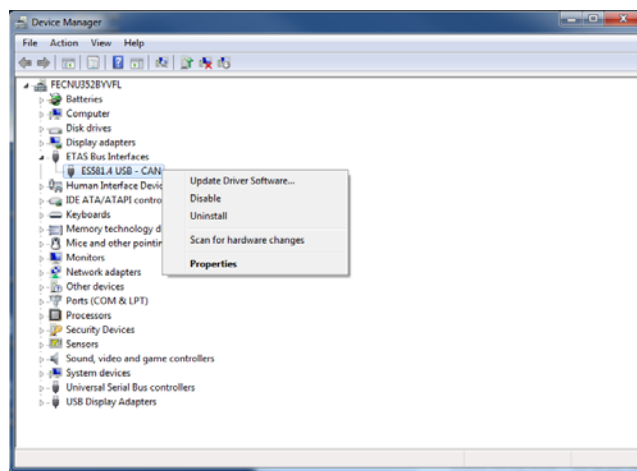 Device Manager
File Action View Help
FECNU352BYVFL
Batteries
Computer
Disk drives
Display adapters
ETAS Bus Interfaces
ES581.4 USB - CAN
Human Interface Devic
IDE ATA/ATAPI contro
Keyboards
Memory technology d
Mice and other pointin
Monitors
Network adapters
Other devices
Ports (COM & LPT)
Processors
Security Devices
Sensors
Sound, video and game controllers
System devices
Universal Serial Bus controllers
USB Display Adapters
Update Driver Software...
Disable
Uninstall
Scan for hardware changes
Properties